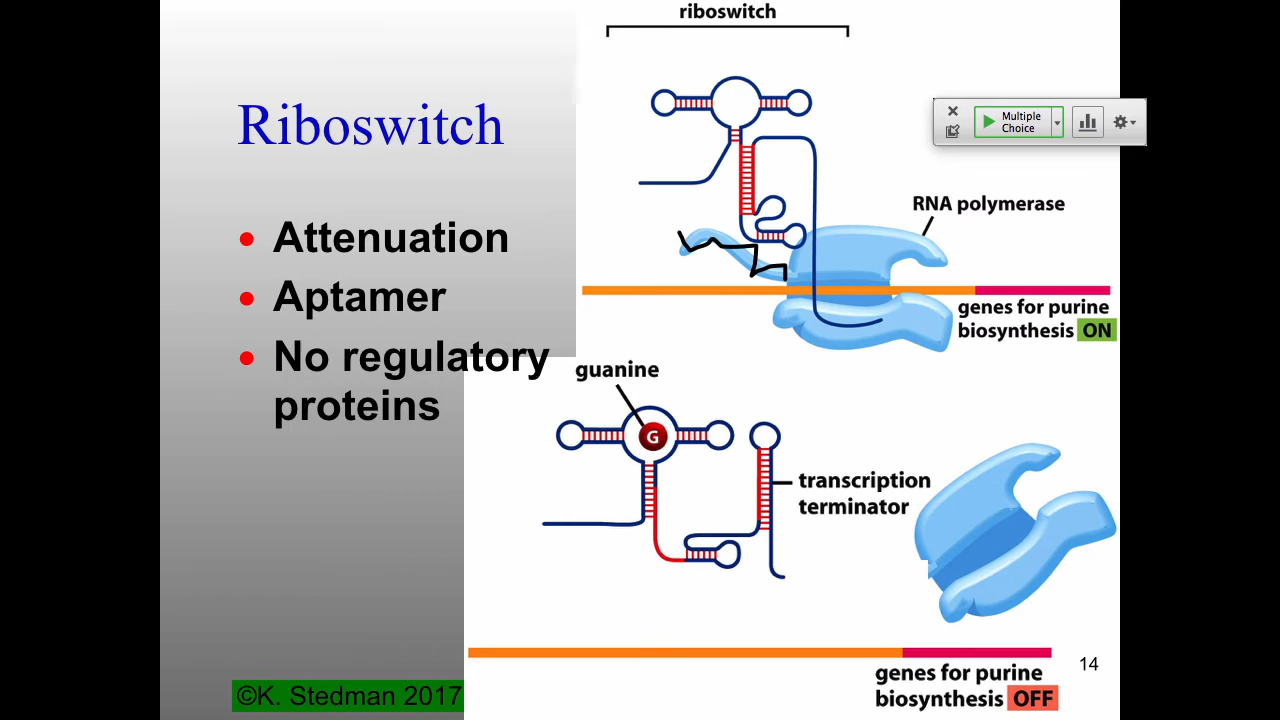 riboswitch
Riboswitch
Multiple
Choice
• Attenuation
• Aptamer
• No regulatory
proteins
RNA polymerase
genes for purine
biosynthesis ON
guanine
G
transcription
terminator
14
genes for purine
biosynthesis OFF
©K. Stedman 2017